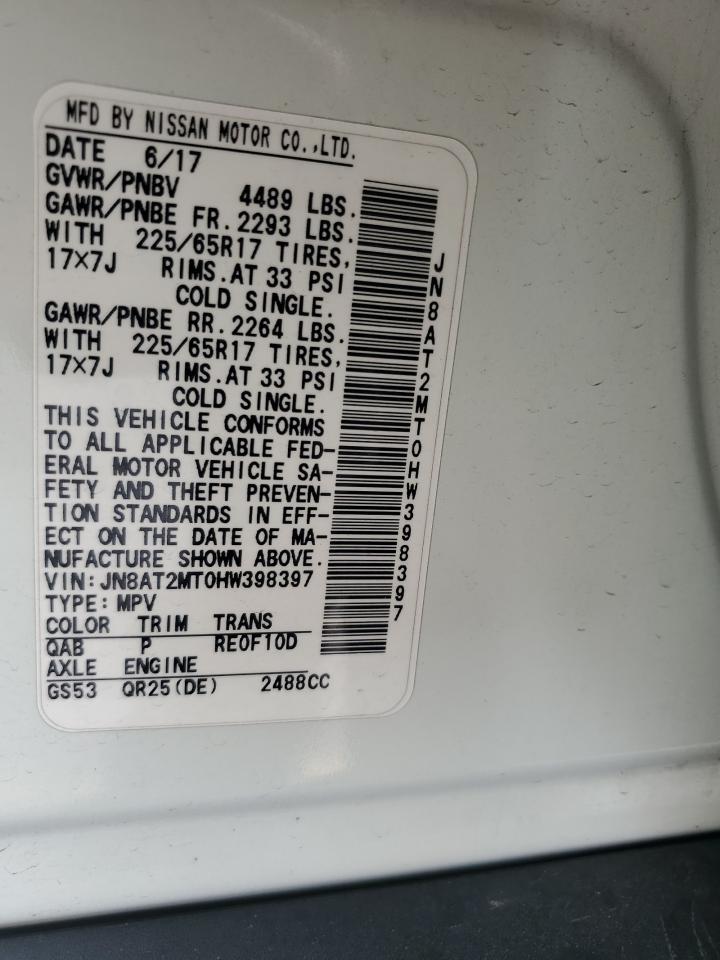 MFD BY NISSAN MOTOR CO.,LTD.
DATE 6/17
GVWR/PNBV 4489 LBS.
GAWR/PNBE FR. 2293 LBS.
WITH 225/65R17 TIRES,
17X7J RIMS.AT 33 PSI
COLD SINGLE.
GAWR/PNBE RR. 2264 LBS.
WITH 225/65R17 TIRES,
17X7J RIMS.AT 33 PSI
COLD SINGLE.
THIS VEHICLE CONFORMS
TO ALL APPLICABLE FED-
ERAL MOTOR VEHICLE SA-
FETY AND THEFT PREVEN-
TION STANDARDS IN EFF-
ECT ON THE DATE OF MA-
NUFACTURE SHOWN ABOVE.
VIN:JN8AT2MT0HW398397
TYPE:MPV
COLOR TRIM TRANS
QAB P RE0F10D
AXLE ENGINE
GS53 QR25(DE) 2488CC
JN8AT2MT0HW398397